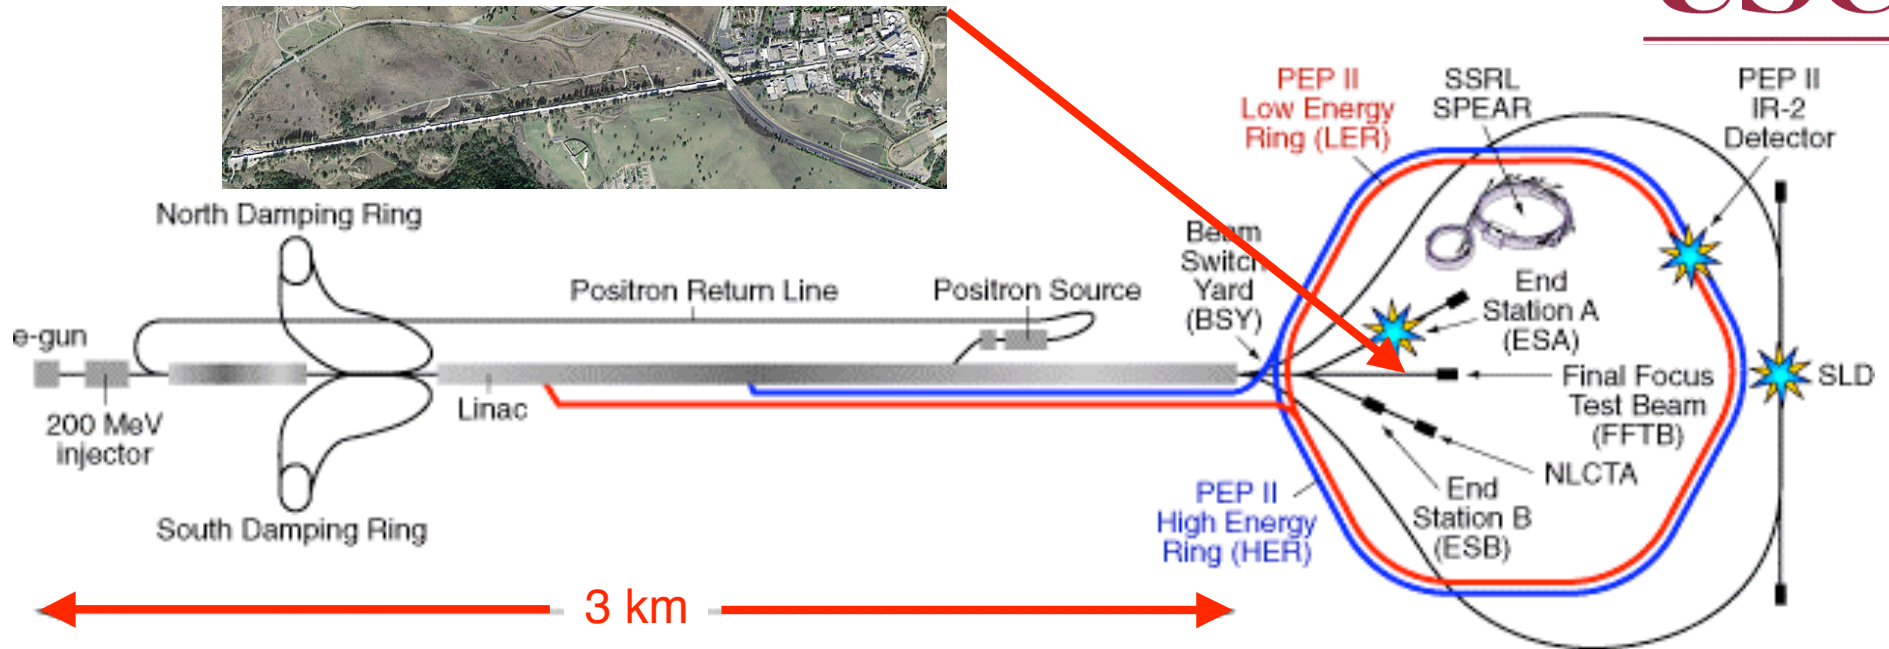 PEP II
Low Energy
Ring (LER)
SSRL
SPEAR
PEP II
IR-2
Detector
North Damping Ring
Beam
Switch
Yard
(BSY)
Positron Return Line
Positron Source
End
Station A
(ESA)
e-gun
Linac
Final Focus
Test Beam
(FFTB)
SLD
200 MeV
injector
NLCTA
PEP II
High Energy
Ring (HER)
End
Station B
(ESB)
South Damping Ring
3 km